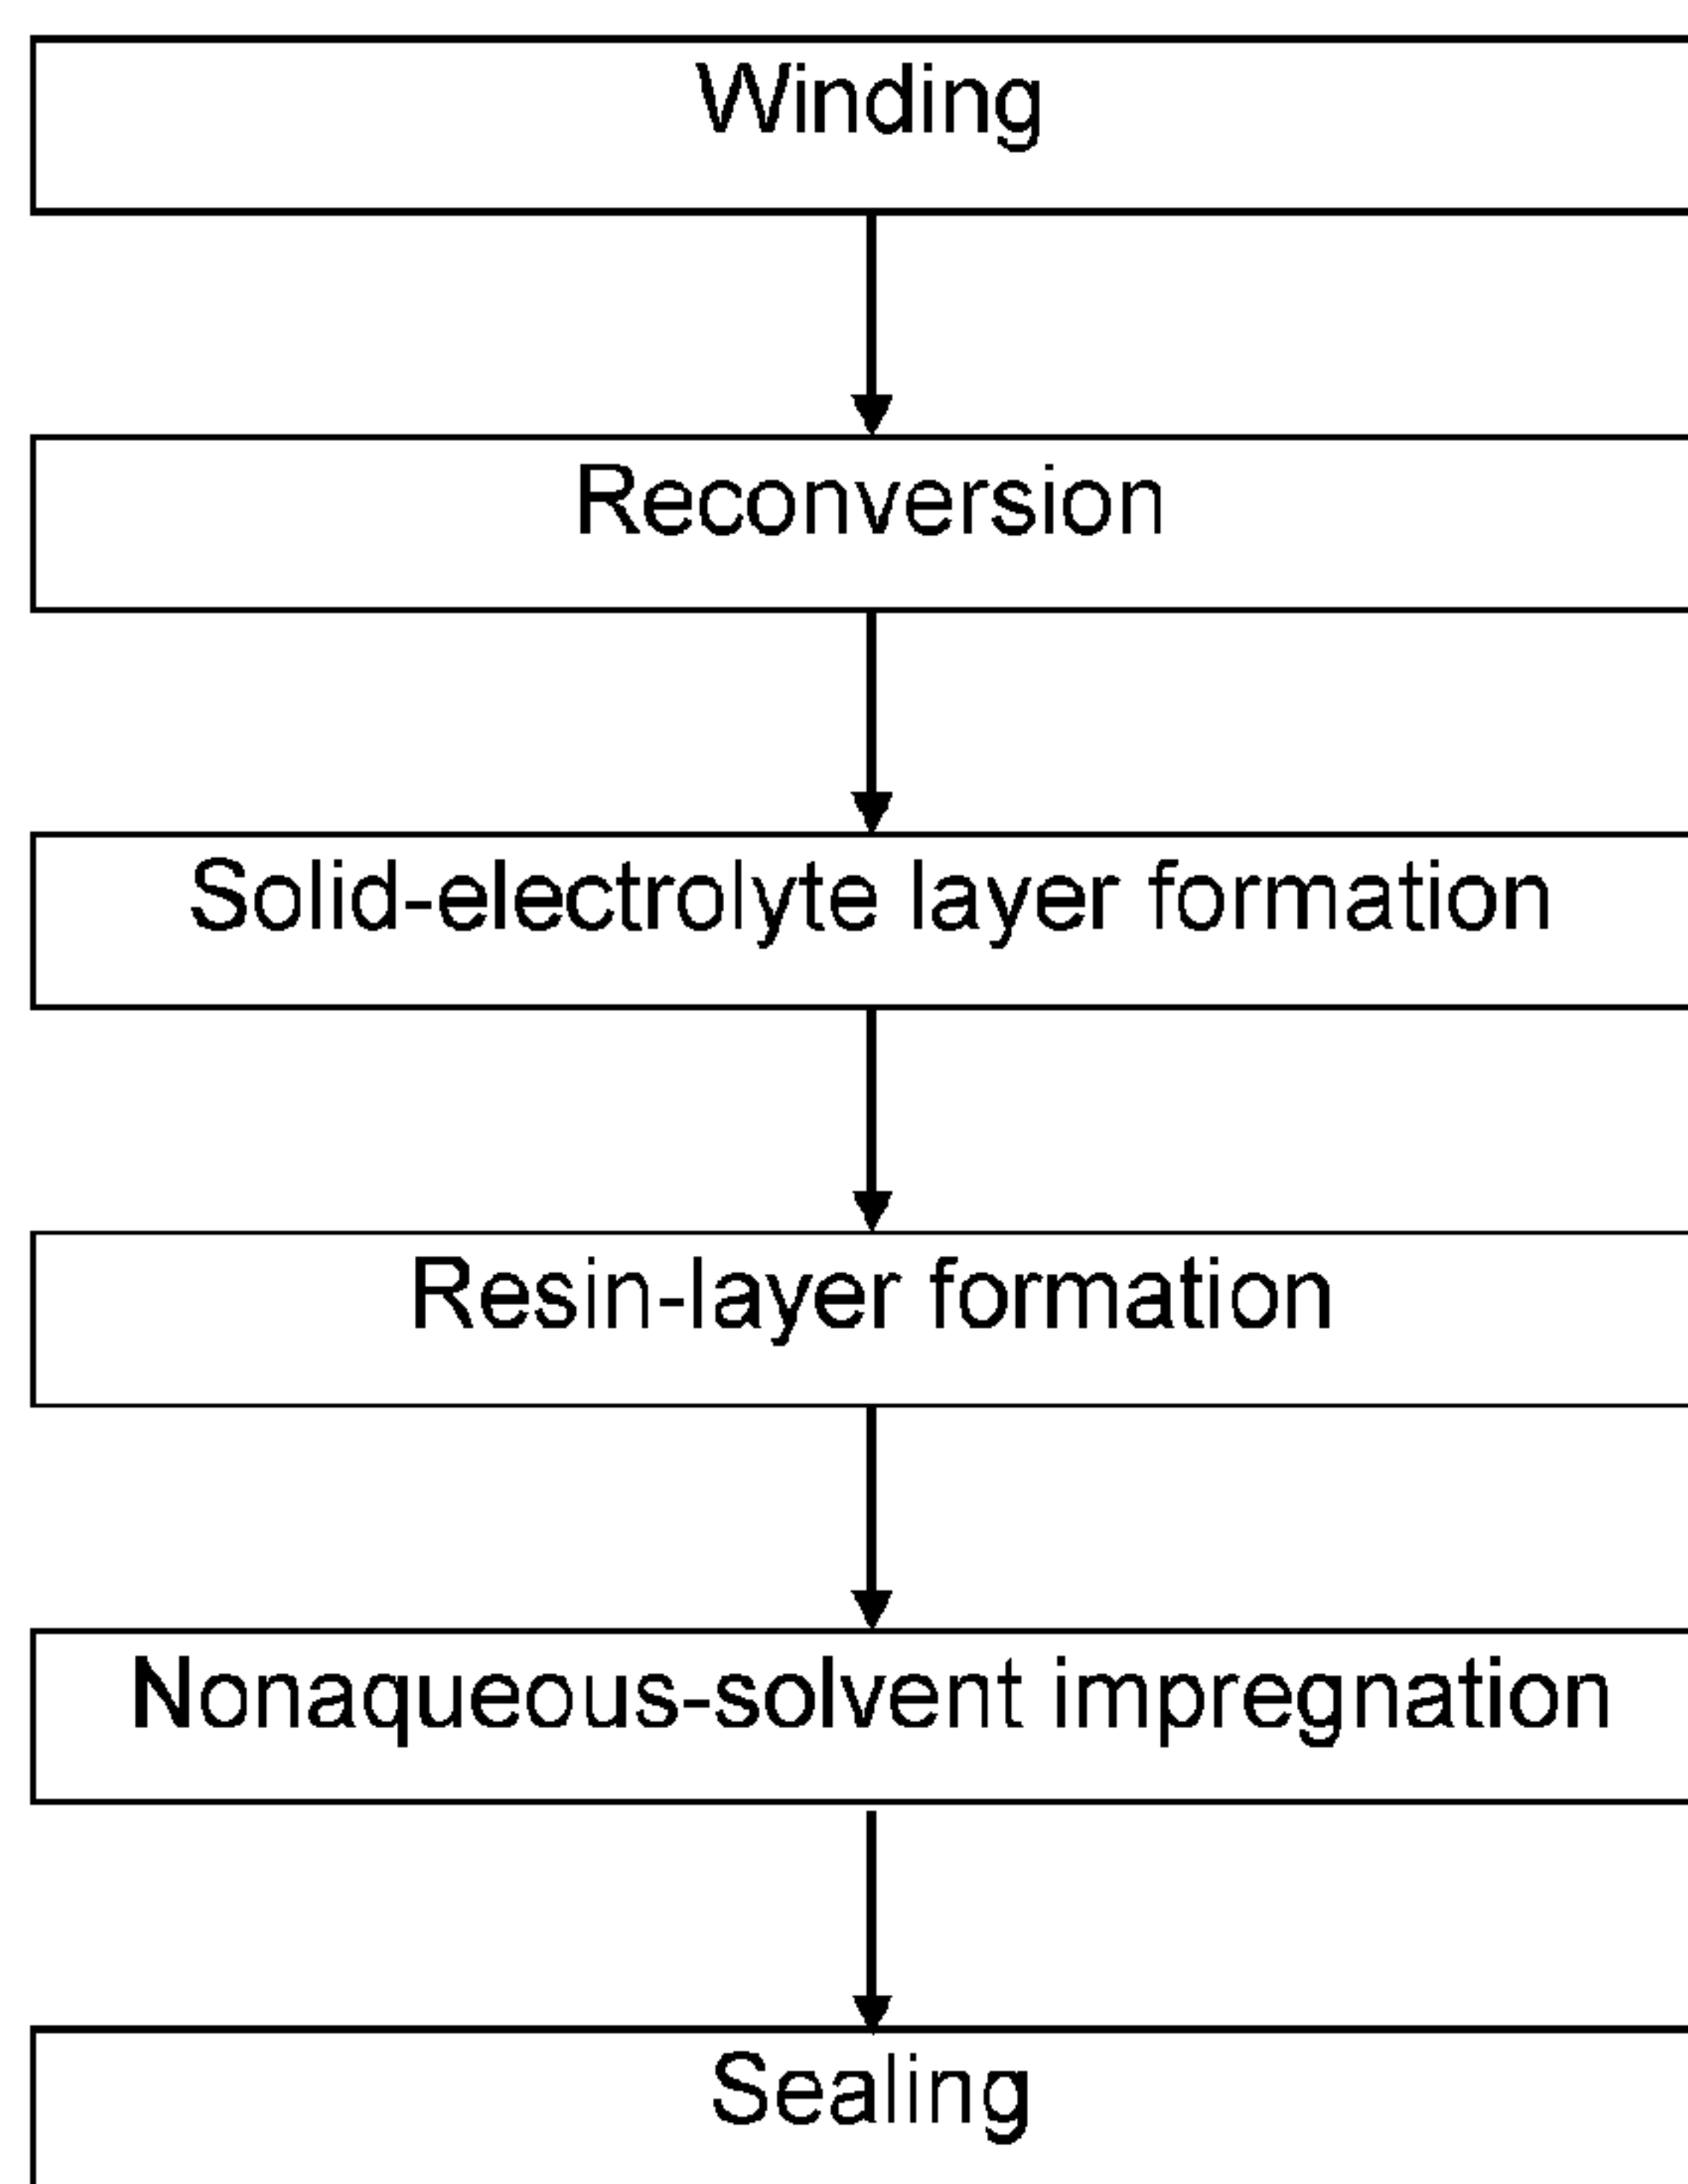 Winding
Reconversion
Solid-electrolyte layer formation
Resin-layer formation
Nonaqueous-solvent impregnation
Sealing